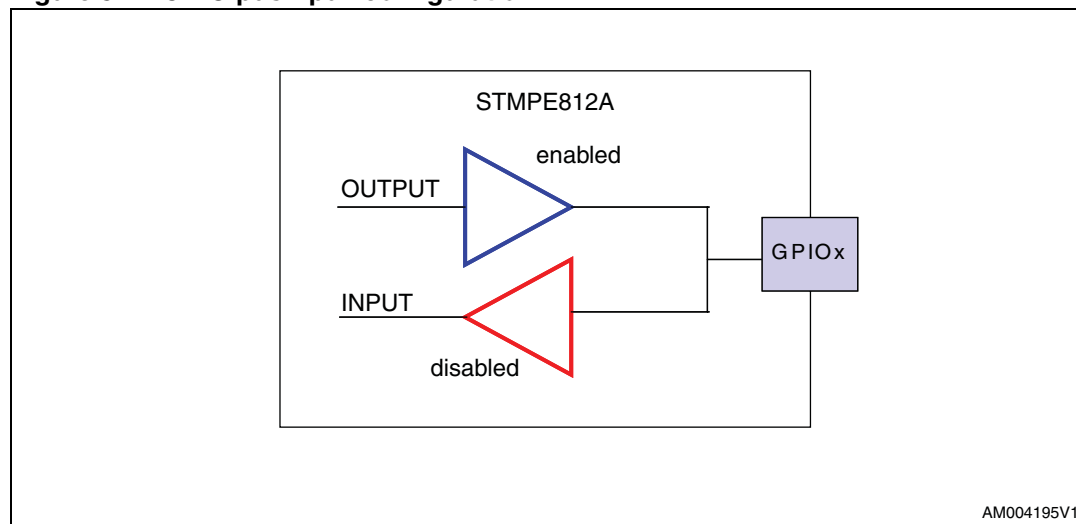 STMPE812A
enabled
OUTPUT
GPIOx
INPUT
disabled
AM004195V1